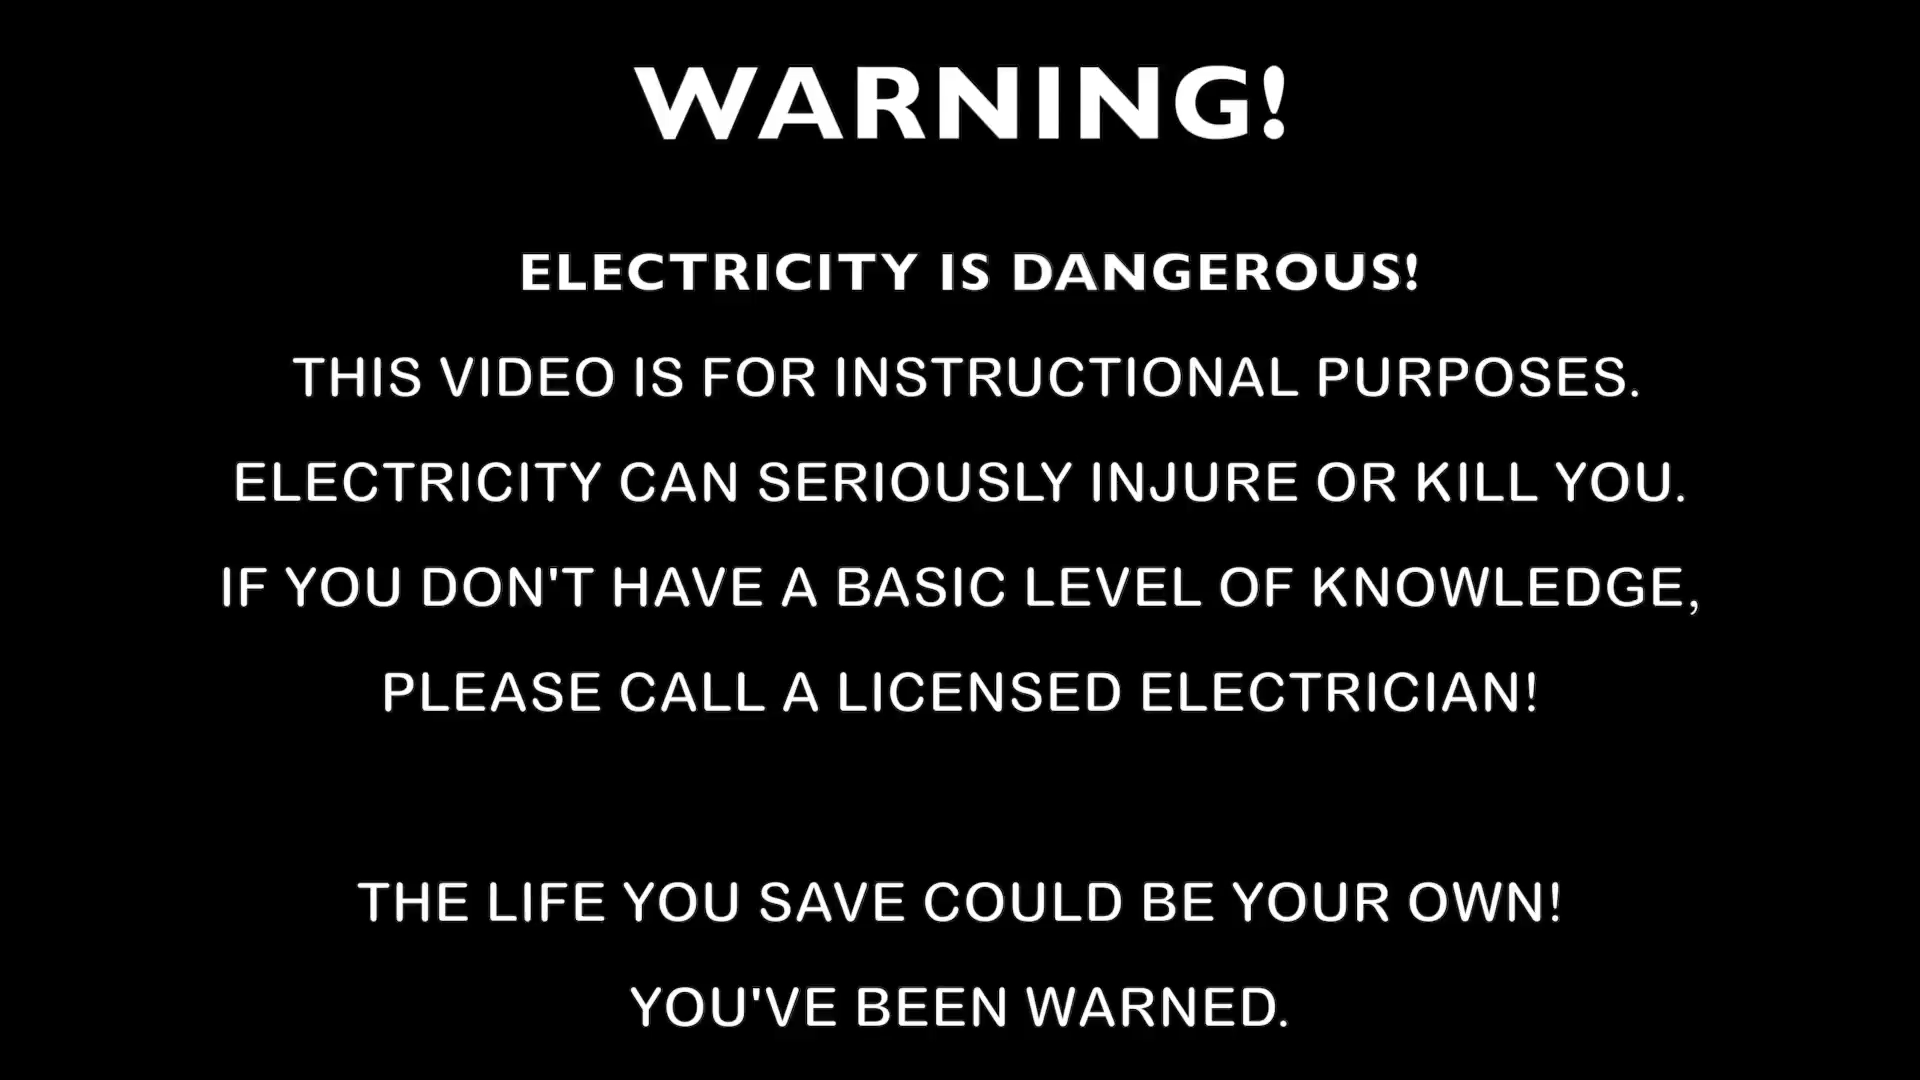 WARNING!
ELECTRICITY IS DANGEROUS!
THIS VIDEO IS FOR INSTRUCTIONAL PURPOSES.
ELECTRICITY CAN SERIOUSLY INJURE OR KILL YOU.
IF YOU DON'T HAVE A BASIC LEVEL OF KNOWLEDGE,
PLEASE CALL A LICENSED ELECTRICIAN!
THE LIFE YOU SAVE COULD BE YOUR OWN!
YOU'VE BEEN WARNED.